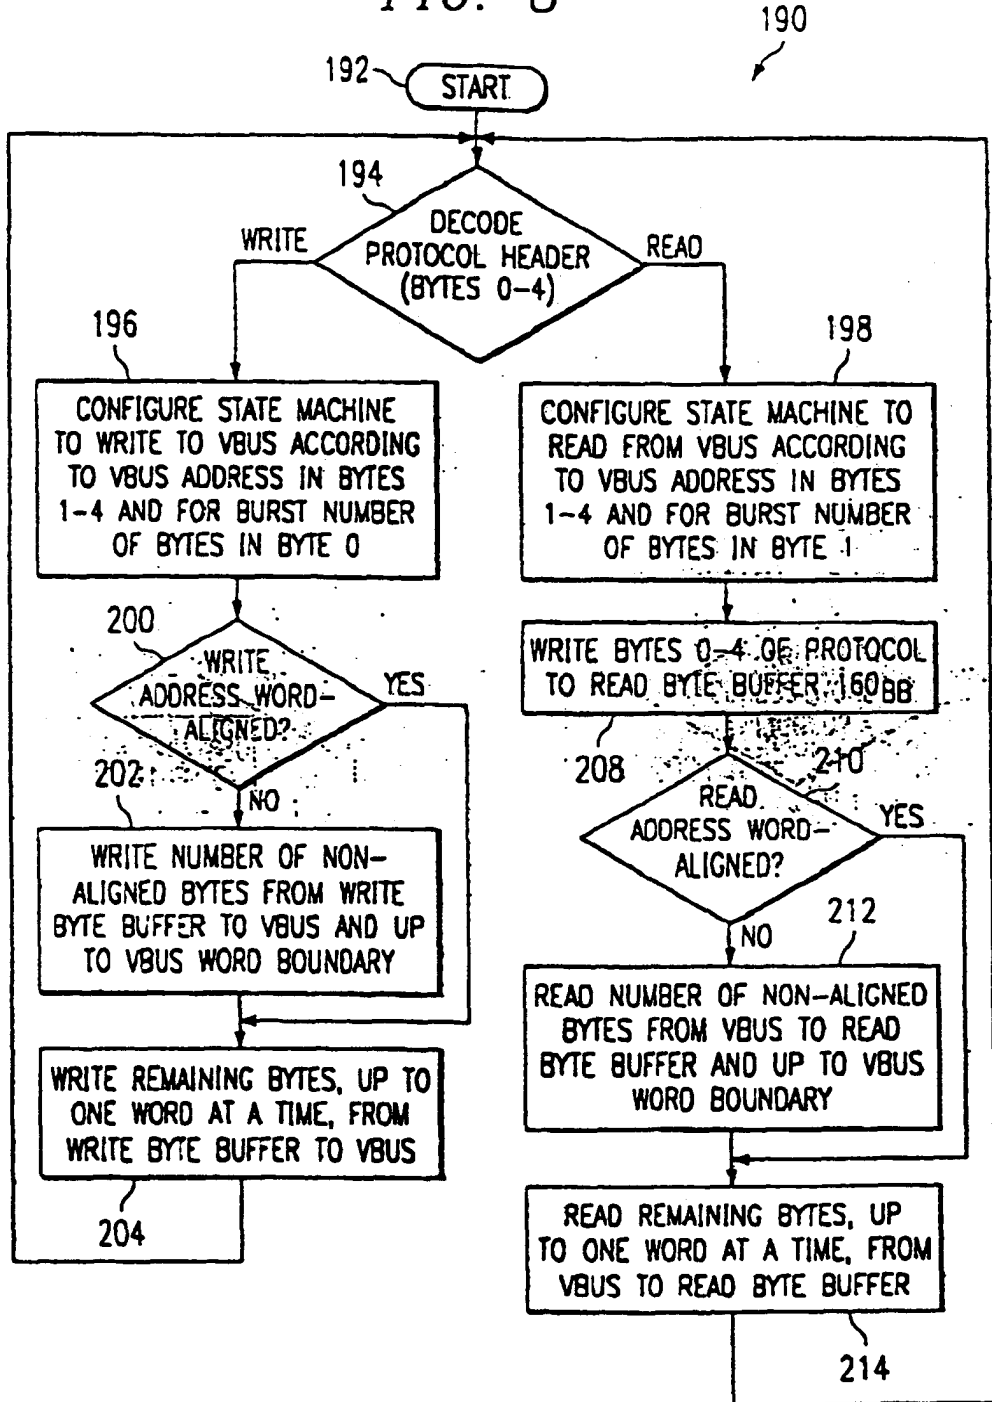 190
192
START
194
DECODE
PROTOCOL HEADER
(BYTES 0-4)
WRITE
READ
196
CONFIGURE STATE MACHINE
TO WRITE TO VBUS ACCORDING
TO VBUS ADDRESS IN BYTES
1-4 AND FOR BURST NUMBER
OF BYTES IN BYTE 0
198
CONFIGURE STATE MACHINE TO
READ FROM VBUS ACCORDING
TO VBUS ADDRESS IN BYTES
1-4 AND FOR BURST NUMBER
OF BYTES IN BYTE 1
200
WRITE
ADDRESS WORD-
ALIGNED?
YES
NO
WRITE BYTES 0-4 OF PROTOCOL
TO READ BYTE BUFFER 160BB
208
210
READ
ADDRESS WORD-
ALIGNED?
YES
NO
202
WRITE NUMBER OF NON-
ALIGNED BYTES FROM WRITE
BYTE BUFFER TO VBUS AND UP
TO VBUS WORD BOUNDARY
212
READ NUMBER OF NON-ALIGNED
BYTES FROM VBUS TO READ
BYTE BUFFER AND UP TO VBUS
WORD BOUNDARY
WRITE REMAINING BYTES, UP TO
ONE WORD AT A TIME, FROM
WRITE BYTE BUFFER TO VBUS
204
READ REMAINING BYTES, UP
TO ONE WORD AT A TIME, FROM
VBUS TO READ BYTE BUFFER
214